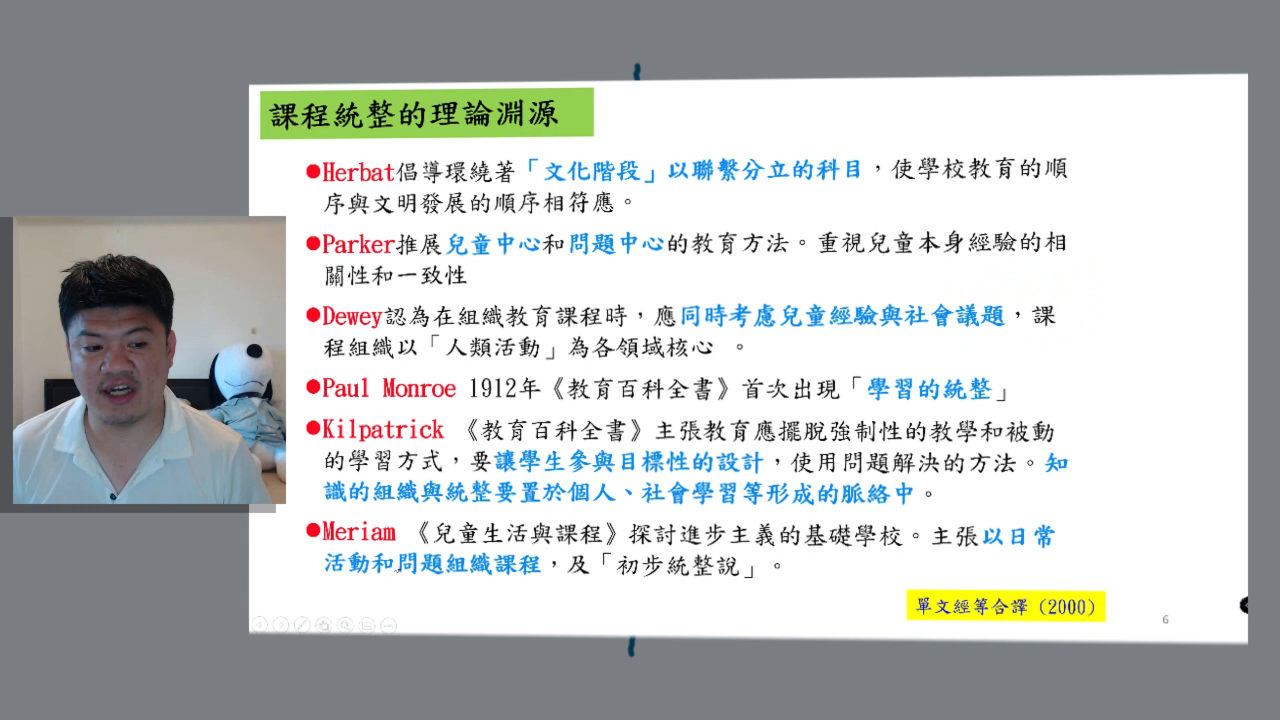 課程統整的理論淵源
●Herbat倡導環繞著「文化階段」以聯繫分立的科目，使學校教育的順
序與文明發展的順序相符應。
●Parker推展兒童中心和問題中心的教育方法。重視兒童本身經驗的相
關性和一致性
●Dewey認為在組織教育課程時，應同時考慮兒童經驗與社會議題，課
程組織以「人類活動」為各領域核心 。
●Paul Monroe 1912年《教育百科全書》首次出現「學習的統整」
●Kilpatrick 《教育百科全書》主張教育應擺脫強制性的教學和被動
的學習方式，要讓學生參與目標性的設計，使用問題解決的方法。知
識的組織與統整要置於個人、社會學習等形成的脈絡中。
●Meriam 《兒童生活與課程》探討進步主義的基礎學校。主張以日常
活動和問題組織課程，及「初步統整說」。
單文經等合譯（2000）
6